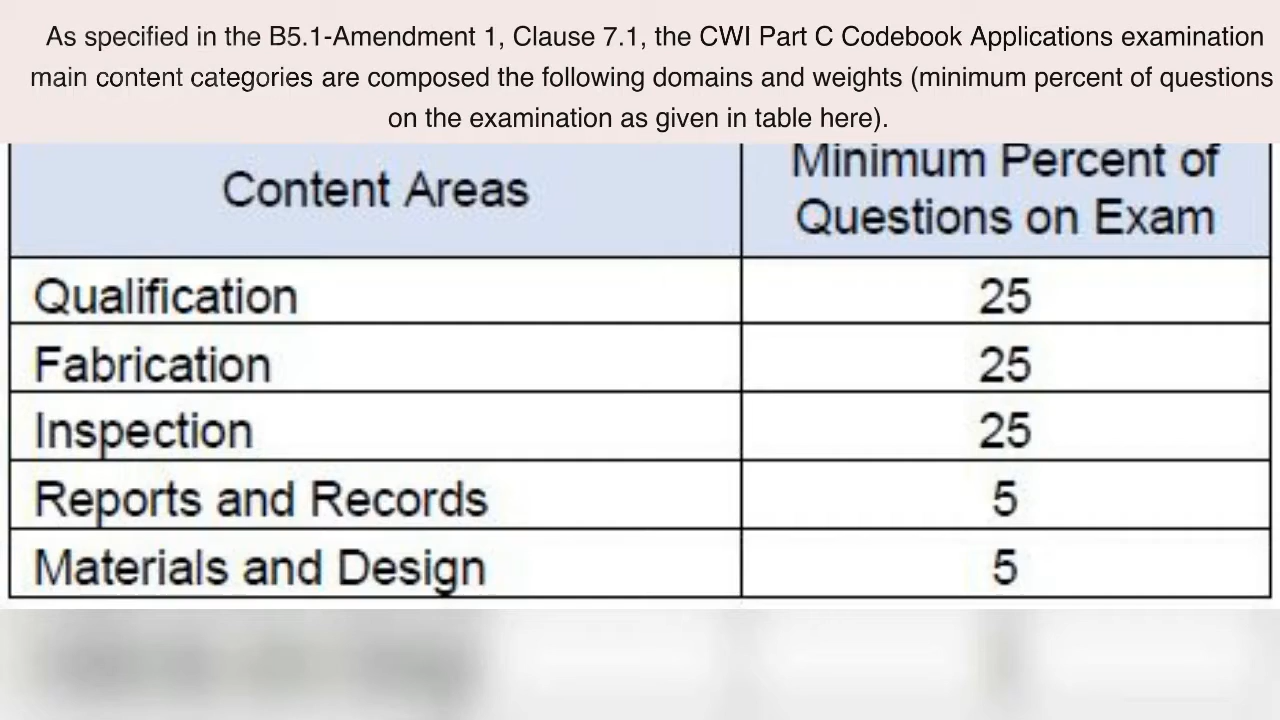 As specified in the B5.1-Amendment 1, Clause 7.1, the CWI Part C Codebook Applications examination
main content categories are composed the following domains and weights (minimum percent of questions
on the examination as given in table here).
Content Areas Minimum Percent of
Questions on Exam
Qualification 25
Fabrication 25
Inspection 25
Reports and Records 5
Materials and Design 5